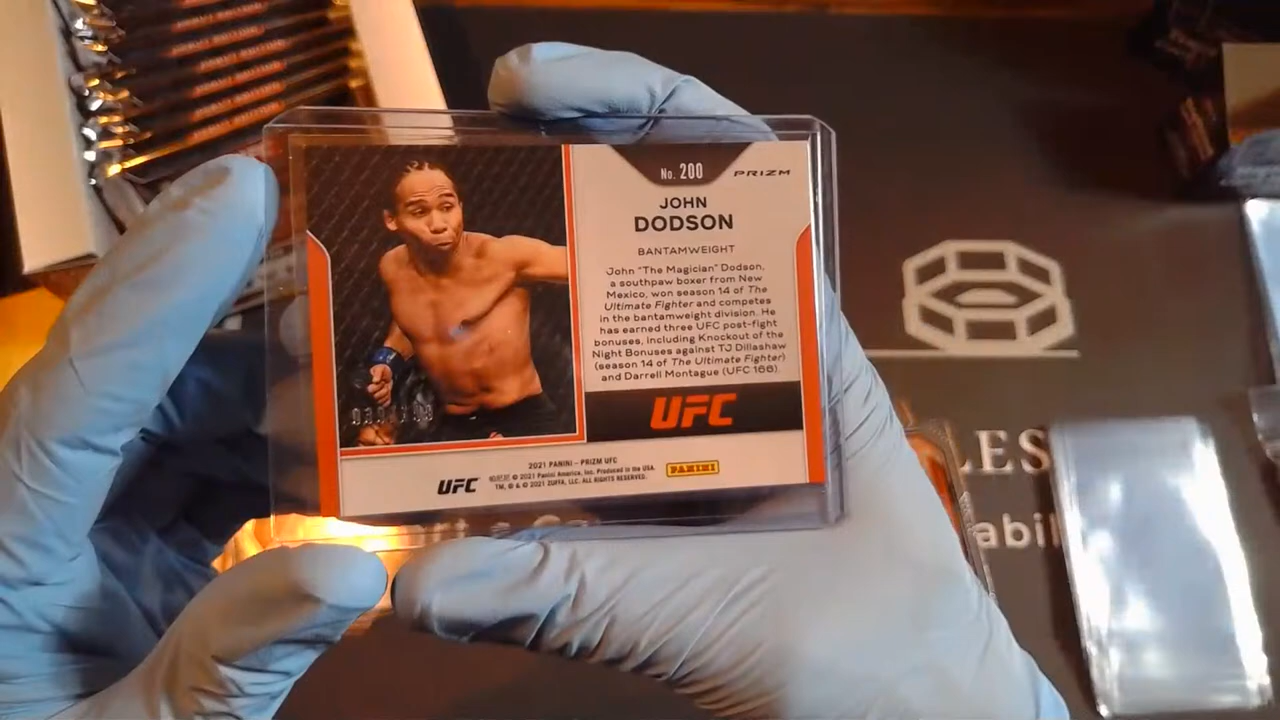 No. 200 PRIZM
JOHN
DODSON
BANTAMWEIGHT
John "The Magician" Dodson,
a southpaw boxer from New
Mexico, won season 14 of The
Ultimate Fighter and competes
in the bantamweight division. He
has earned three UFC post-fight
bonuses, including Knockout of the
Night Bonuses against TJ Dillashaw
(season 14 of The Ultimate Fighter)
and Darrell Montague (UFC 166).
UFC
2021 PANINI – PRIZM UFC
© 2021 Panini America, Inc. Produced in the USA.
TM, © & © 2021 ZUFFA, LLC. ALL RIGHTS RESERVED.
UFC
PANINI
LES
abil